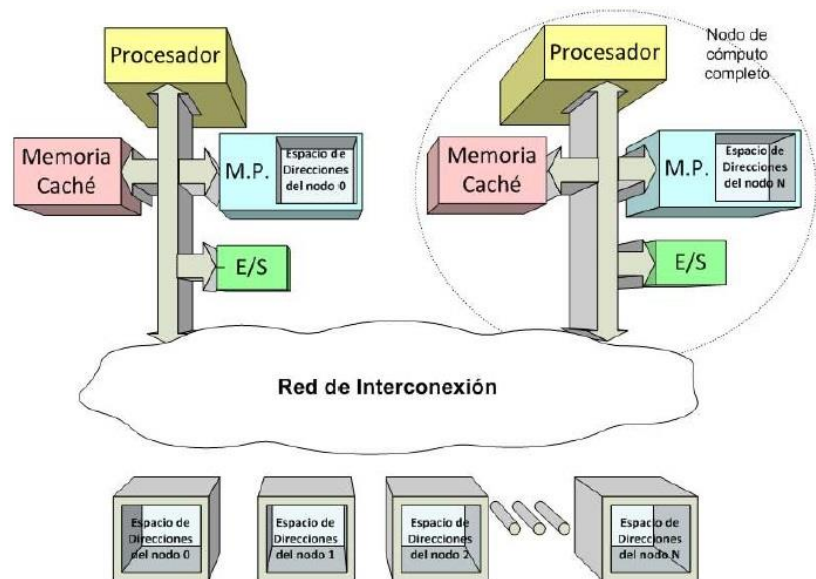 Procesador
Memoria
Caché
M.P.
Espacio de
Direcciones
del nodo 0
E/S
Nodo de
cómputo
completo
Procesador
Memoria
Caché
M.P.
Espacio de
Direcciones
del nodo N
E/S
Red de Interconexión
Espacio de
Direcciones
del nodo 0
Espacio de
Direcciones
del nodo 1
Espacio de
Direcciones
del nodo 2
Espacio de
Direcciones
del nodo N